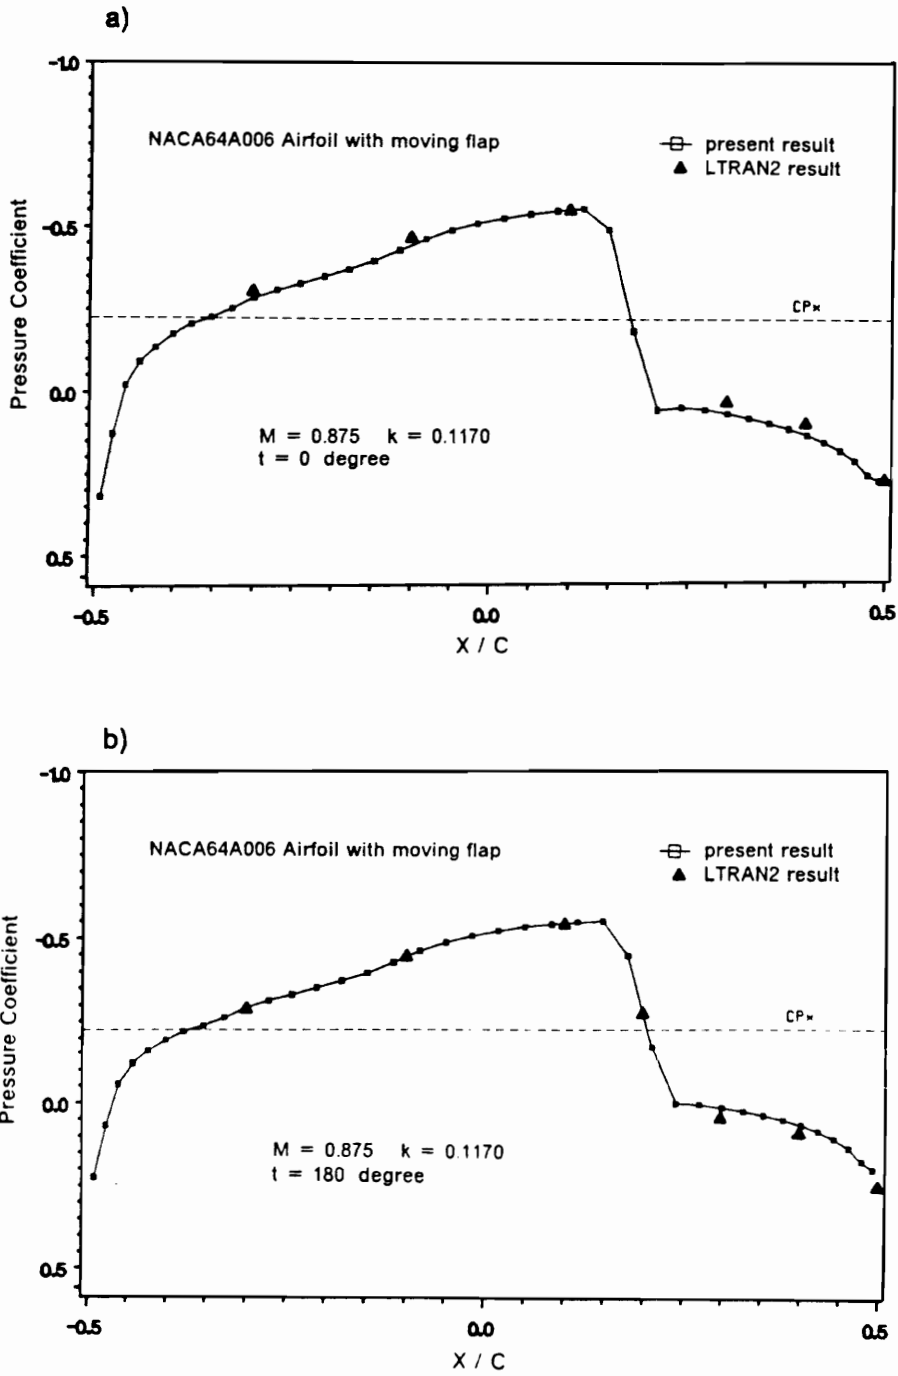 a)
-1.0
NACA64A006 Airfoil with moving flap
present result
LTRAN2 result
-0.5
Pressure Coefficient
CP*
0.0
M = 0.875 k = 0.1170
t = 0 degree
0.5
-0.5
0.0
0.5
X / C
b)
-1.0
NACA64A006 Airfoil with moving flap
present result
LTRAN2 result
-0.5
Pressure Coefficient
CP*
0.0
M = 0.875 k = 0.1170
t = 180 degree
0.5
-0.5
0.0
0.5
X / C